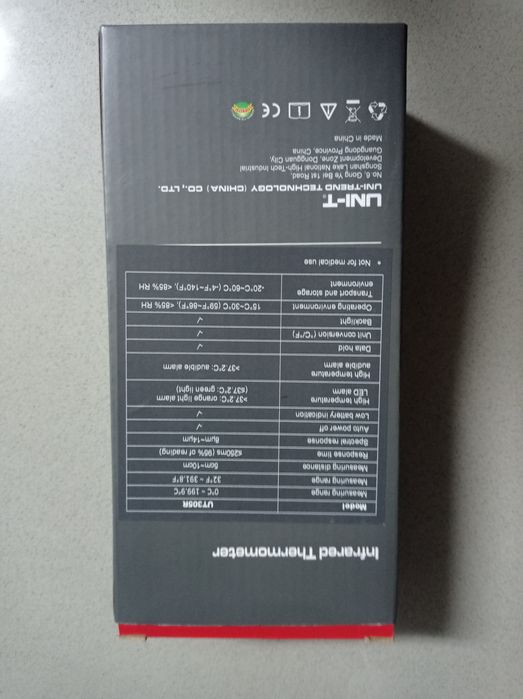 Infrared Thermometer
Model UT305R
Measuring range 0°C ~ 199.9°C
Measuring range 32°F ~ 391.8°F
Measuring distance 5cm~10cm
Response time ≤250ms (95% of reading)
Spectral response 8μm~14μm
Auto power off ✓
Low battery indication ✓
High temperature >37.2°C: orange light alarm
LED alarm (≤37.2°C: green light)
High temperature >37.2°C: audible alarm
audible alarm
Data hold ✓
Unit conversion (°C/°F) ✓
Backlight ✓
Operating environment 15°C~30°C (59°F~86°F), <85% RH
Transport and storage -20°C~60°C (-4°F~140°F), <85% RH
environment
• Not for medical use
UNI-T
UNI-TREND TECHNOLOGY (CHINA) CO., LTD.
No. 6, Gong Ye Bei 1st Road,
Songshan Lake National High-Tech Industrial
Development Zone, Dongguan City,
Guangdong Province, China
Made in China
CE